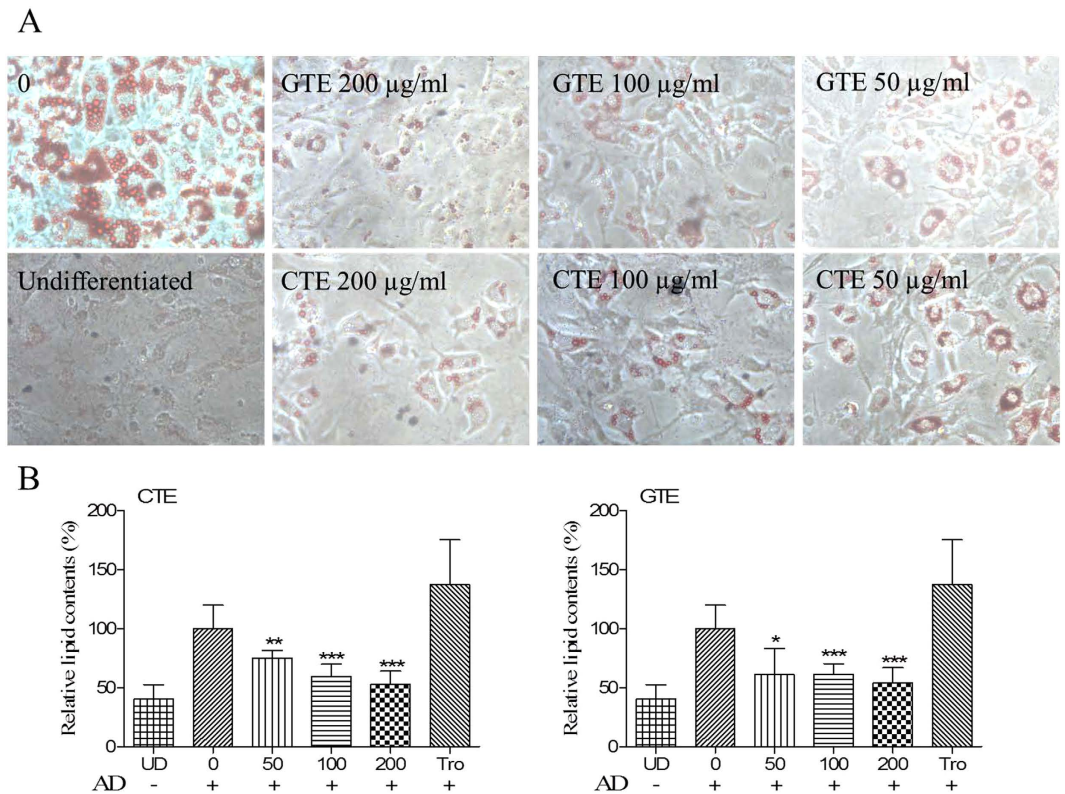 A
0
GTE 200 µg/ml
GTE 100 µg/ml
GTE 50 µg/ml
Undifferentiated
CTE 200 µg/ml
CTE 100 µg/ml
CTE 50 µg/ml
B
CTE
Relative lipid contents (%)
200
150
100
50
0
** *** ***
UD 0 50 100 200 Tro
AD - + + + + +
GTE
Relative lipid contents (%)
200
150
100
50
0
* *** ***
UD 0 50 100 200 Tro
AD - + + + + +